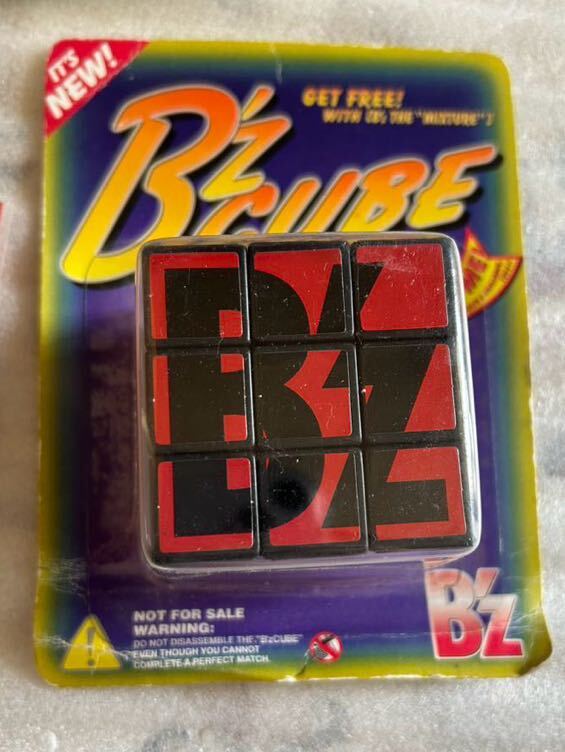 IT'S
NEW!
GET FREE!
WITH (B'z THE "MIXTURE")
B'z
CUBE
B'z
B'z
NOT FOR SALE
WARNING:
DO NOT DISASSEMBLE THE "B'zCUBE"
EVEN THOUGH YOU CANNOT
COMPLETE A PERFECT MATCH.